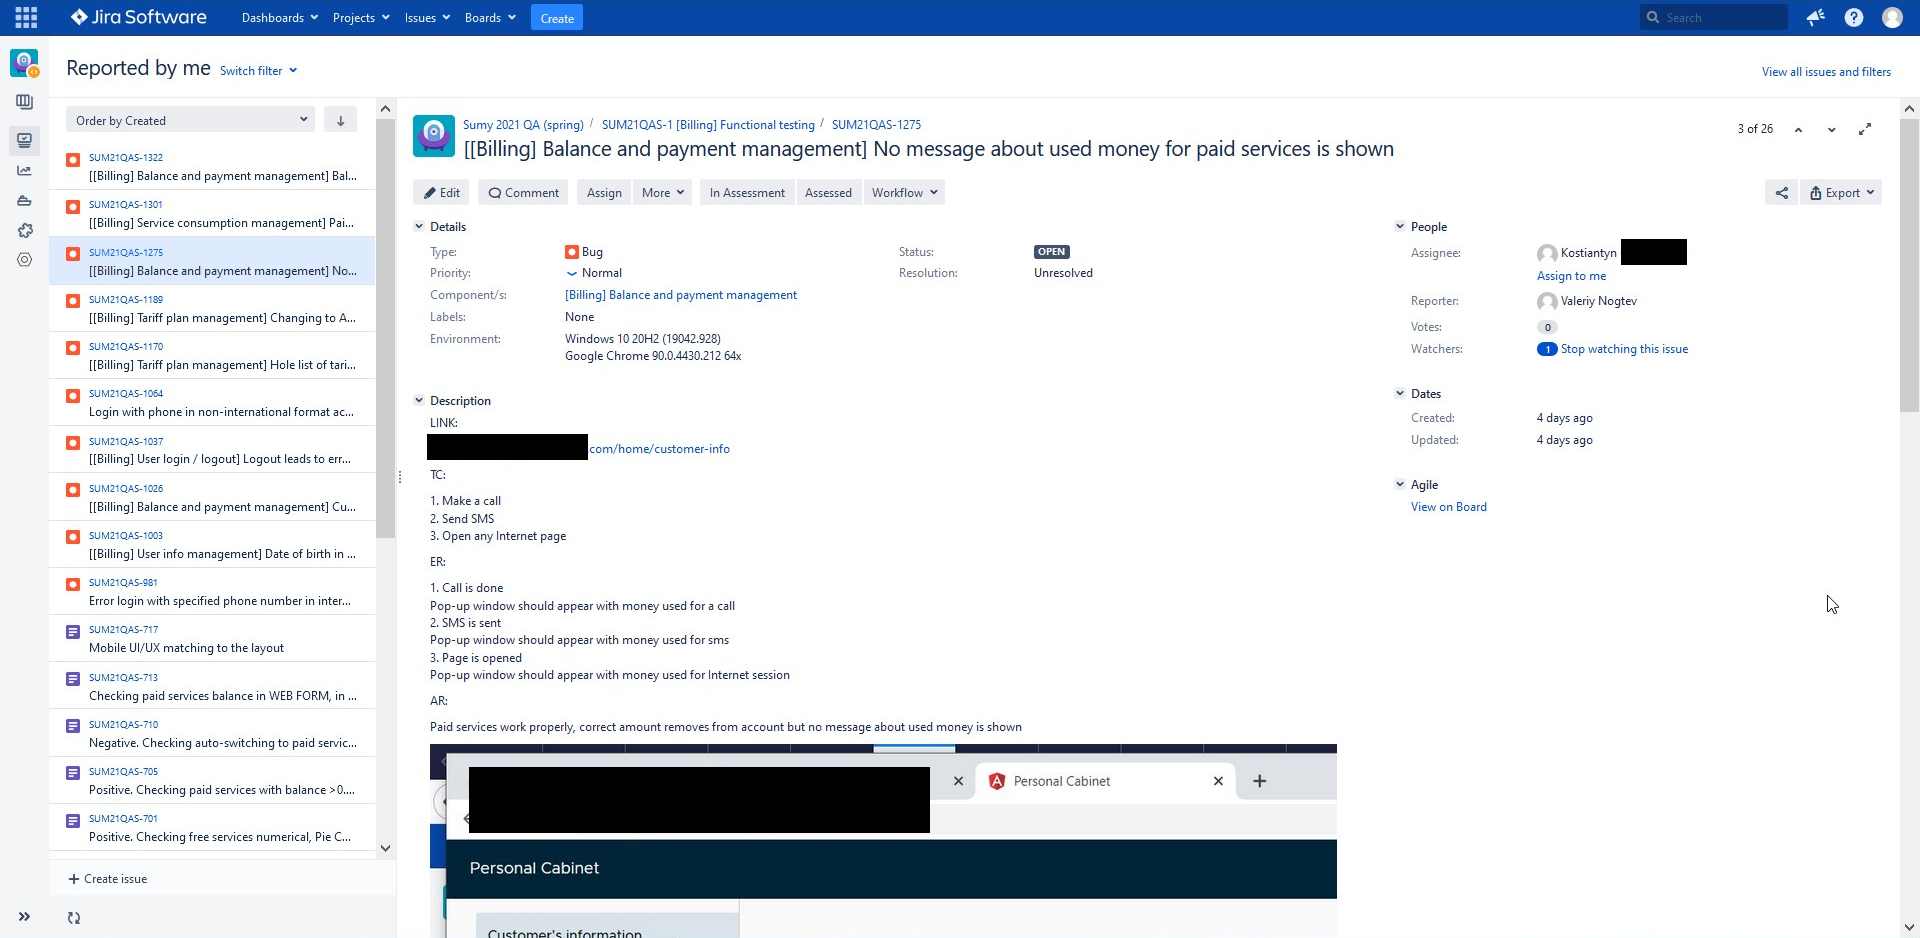 Jira Software
Dashboards
Projects
Issues
Boards
Create
Search
Reported by me
Switch filter
View all issues and filters
Order by Created
SUM21QAS-1322
[[Billing] Balance and payment management] Bal...
SUM21QAS-1301
[[Billing] Service consumption management] Pai...
SUM21QAS-1275
[[Billing] Balance and payment management] No...
SUM21QAS-1189
[[Billing] Tariff plan management] Changing to A...
SUM21QAS-1170
[[Billing] Tariff plan management] Hole list of tari...
SUM21QAS-1064
Login with phone in non-international format ac...
SUM21QAS-1037
[[Billing] User login / logout] Logout leads to err...
SUM21QAS-1026
[[Billing] Balance and payment management] Cu...
SUM21QAS-1003
[[Billing] User info management] Date of birth in ...
SUM21QAS-981
Error login with specified phone number in inter...
SUM21QAS-717
Mobile UI/UX matching to the layout
SUM21QAS-713
Checking paid services balance in WEB FORM, in ...
SUM21QAS-710
Negative. Checking auto-switching to paid servic...
SUM21QAS-705
Positive. Checking paid services with balance >0....
SUM21QAS-701
Positive. Checking free services numerical, Pie C...
+ Create issue
Sumy 2021 QA (spring) / SUM21QAS-1 [Billing] Functional testing / SUM21QAS-1275
[[Billing] Balance and payment management] No message about used money for paid services is shown
3 of 26
Edit
Comment
Assign
More
In Assessment
Assessed
Workflow
Export
Details
Type: Bug
Status: OPEN
Priority: Normal
Resolution: Unresolved
Component/s: [Billing] Balance and payment management
Labels: None
Environment: Windows 10 20H2 (19042.928)
Google Chrome 90.0.4430.212 64x
Description
LINK:
com/home/customer-info
TC:
1. Make a call
2. Send SMS
3. Open any Internet page
ER:
1. Call is done
Pop-up window should appear with money used for a call
2. SMS is sent
Pop-up window should appear with money used for sms
3. Page is opened
Pop-up window should appear with money used for Internet session
AR:
Paid services work properly, correct amount removes from account but no message about used money is shown
Personal Cabinet
Personal Cabinet
Customer's information
People
Assignee: Kostiantyn
Assign to me
Reporter: Valeriy Nogtev
Votes: 0
Watchers: 1 Stop watching this issue
Dates
Created: 4 days ago
Updated: 4 days ago
Agile
View on Board